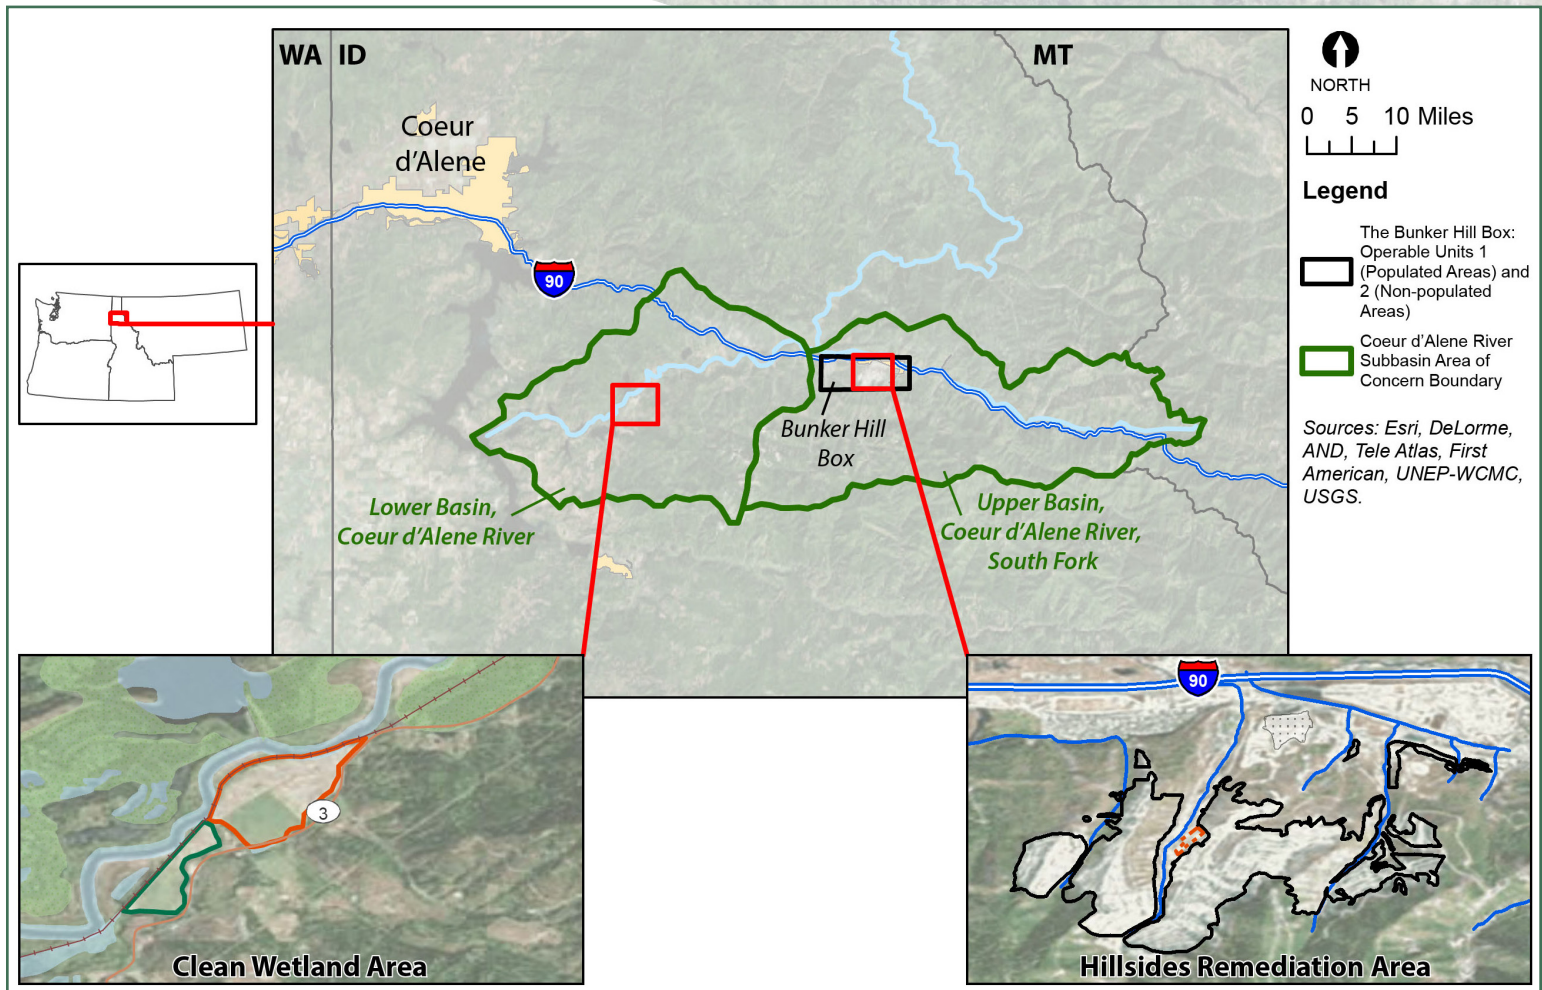 WA ID
MT
NORTH
0 5 10 Miles
Coeur
d'Alene
90
Legend
The Bunker Hill Box:
Operable Units 1
(Populated Areas) and
2 (Non-populated
Areas)
Coeur d'Alene River
Subbasin Area of
Concern Boundary
Sources: Esri, DeLorme,
AND, Tele Atlas, First
American, UNEP-WCMC,
USGS.
Bunker Hill
Box
Lower Basin,
Coeur d'Alene River
Upper Basin,
Coeur d'Alene River,
South Fork
3
Clean Wetland Area
90
Hillsides Remediation Area